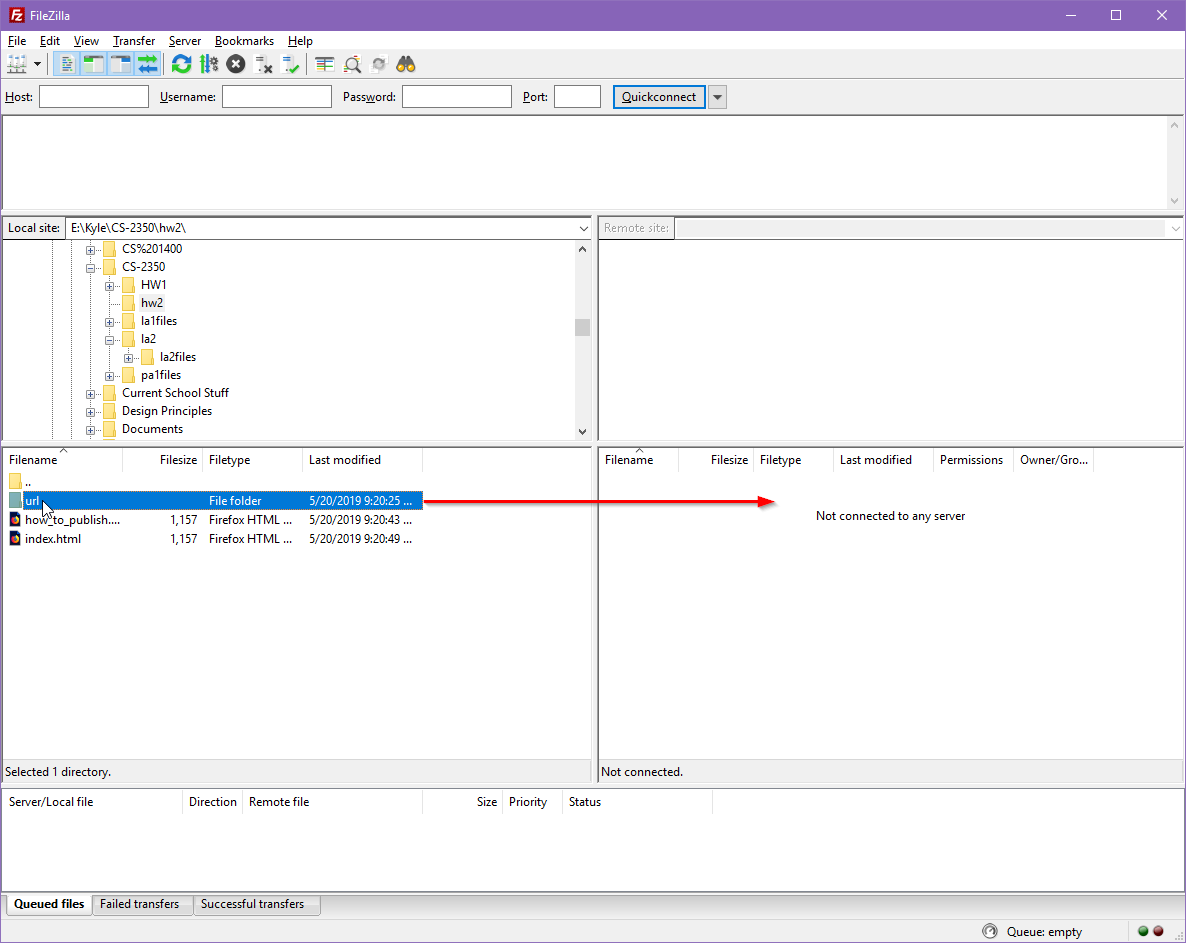 FileZilla
File Edit View Transfer Server Bookmarks Help
Host: Username: Password: Port: Quickconnect
Local site: E:\Kyle\CS-2350\hw2\
Remote site:
CS%201400
CS-2350
HW1
hw2
la1files
la2
la2files
pa1files
Current School Stuff
Design Principles
Documents
Filename Filesize Filetype Last modified
..
url File folder 5/20/2019 9:20:25 ...
how_to_publish.... 1,157 Firefox HTML ... 5/20/2019 9:20:43 ...
index.html 1,157 Firefox HTML ... 5/20/2019 9:20:49 ...
Selected 1 directory.
Filename Filesize Filetype Last modified Permissions Owner/Gro...
Not connected to any server
Not connected.
Server/Local file Direction Remote file Size Priority Status
Queued files Failed transfers Successful transfers
Queue: empty